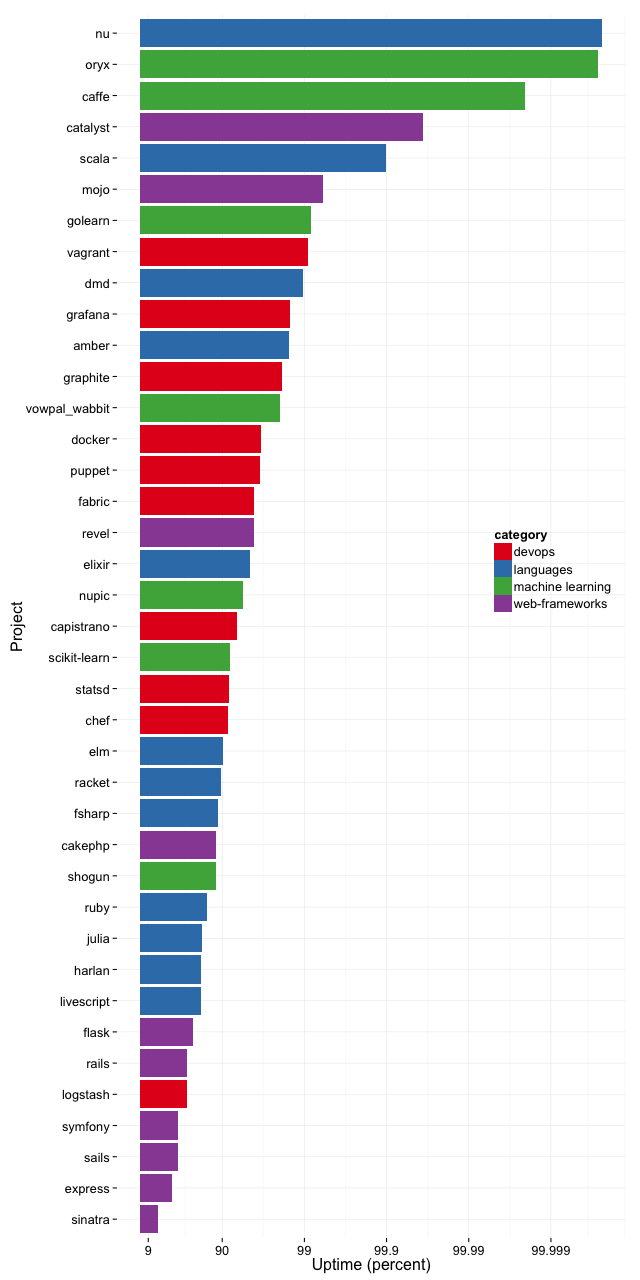 nu
oryx
caffe
catalyst
scala
mojo
golearn
vagrant
dmd
grafana
amber
graphite
vowpal_wabbit
docker
puppet
fabric
revel
elixir
nupic
capistrano
scikit-learn
statsd
chef
elm
racket
fsharp
cakephp
shogun
ruby
julia
harlan
livescript
flask
rails
logstash
symfony
sails
express
sinatra
Project
category
devops
languages
machine learning
web-frameworks
9 90 99 99.9 99.99 99.999
Uptime (percent)